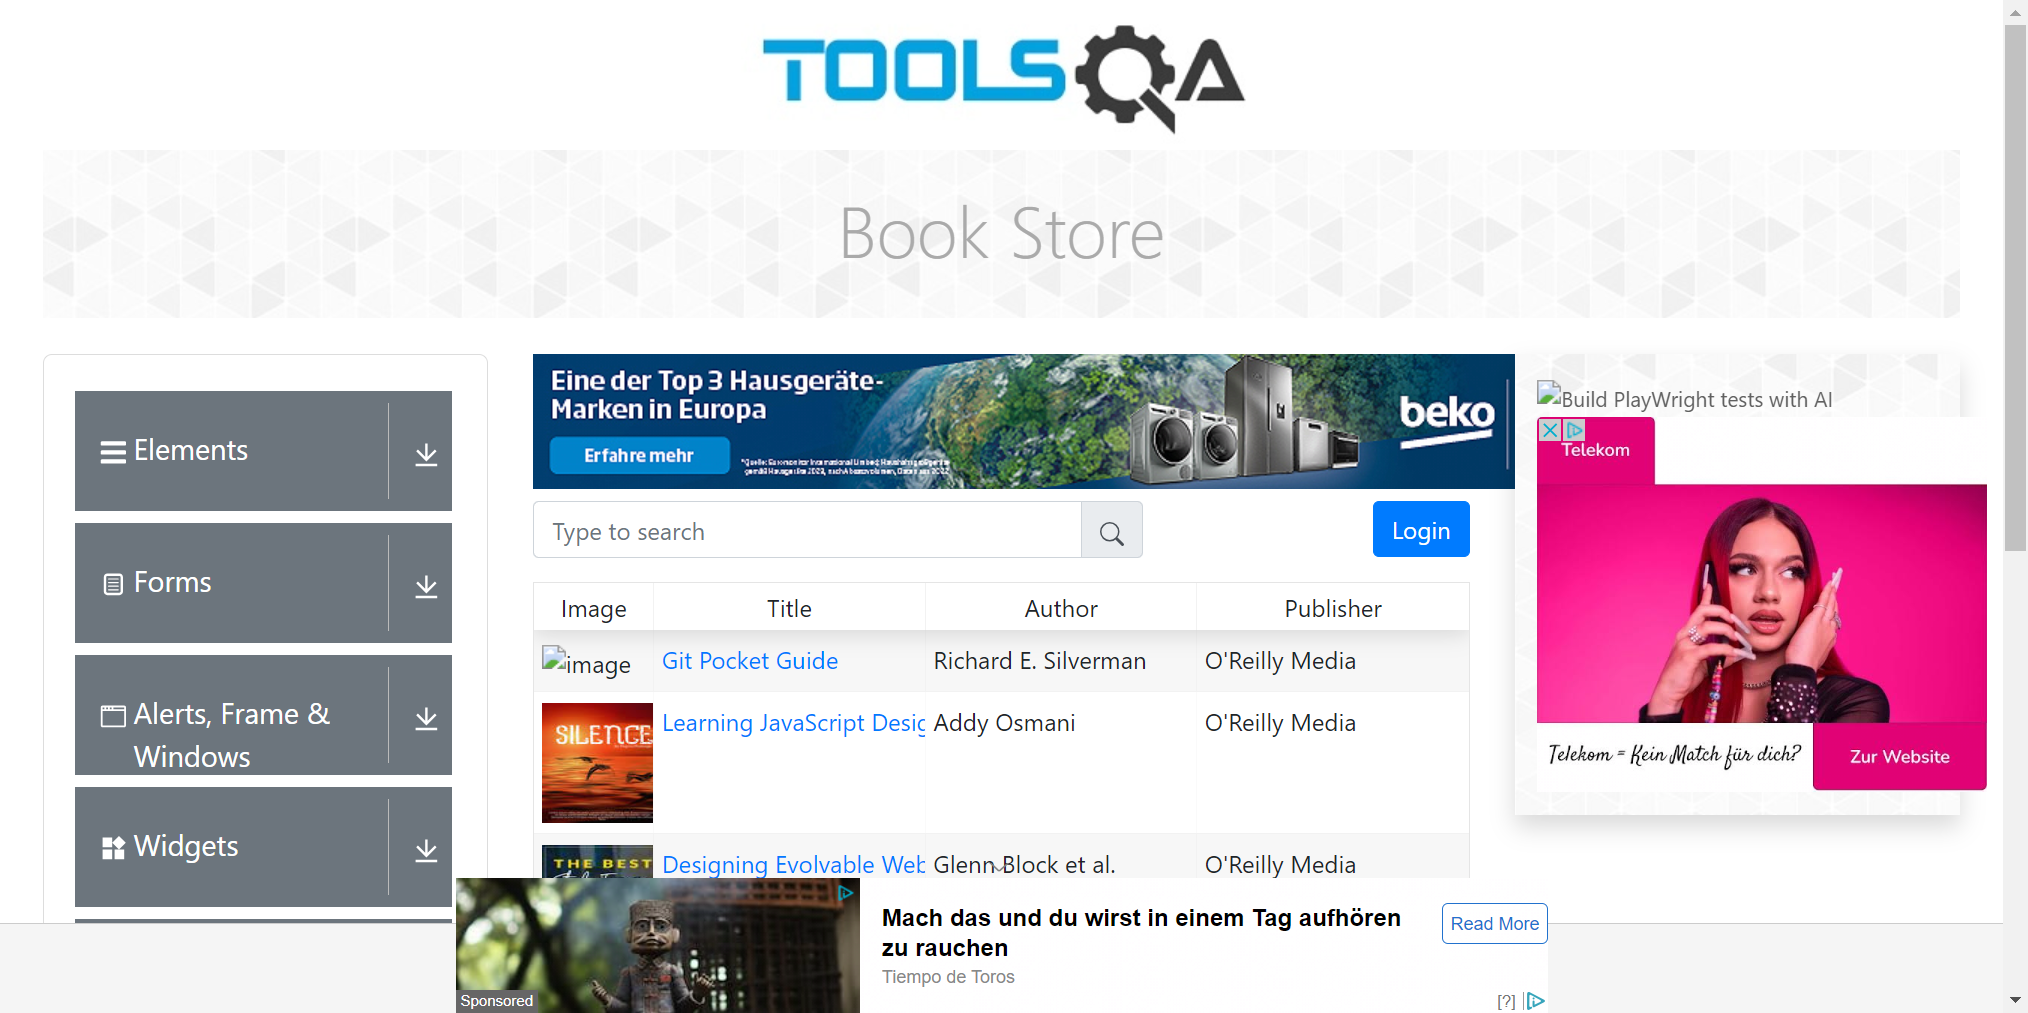 TOOLSQA
Book Store
Elements
Forms
Alerts, Frame &
Windows
Widgets
Eine der Top 3 Hausgeräte-
Marken in Europa
Erfahre mehr
beko
Type to search
Login
Image Title Author Publisher
image Git Pocket Guide Richard E. Silverman O'Reilly Media
SILENCE
Learning JavaScript Desig Addy Osmani O'Reilly Media
THE BEST
Designing Evolvable Web Glenn Block et al. O'Reilly Media
Build PlayWright tests with AI
Telekom
Telekom = Kein Match für dich?
Zur Website
Mach das und du wirst in einem Tag aufhören
zu rauchen
Tiempo de Toros
Read More
Sponsored
[?]